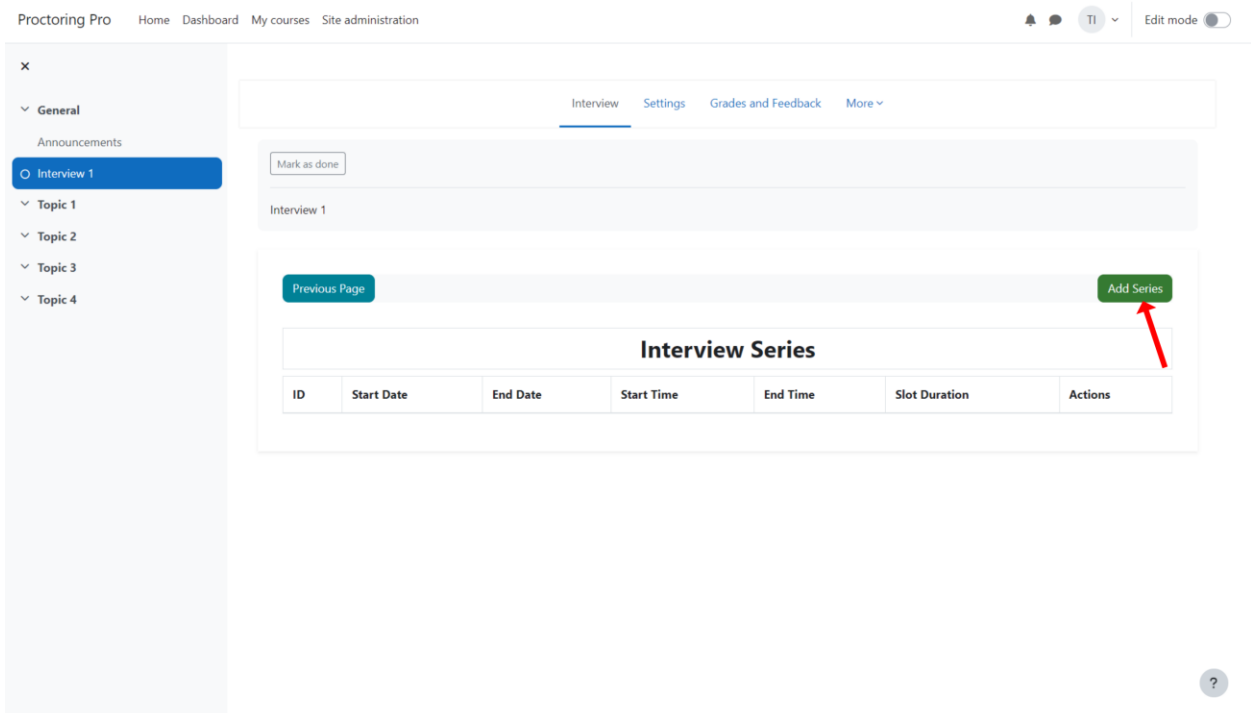 Proctoring Pro Home Dashboard My courses Site administration TI Edit mode
General
Announcements
Interview 1
Topic 1
Topic 2
Topic 3
Topic 4
Interview Settings Grades and Feedback More
Mark as done
Interview 1
Previous Page Add Series
Interview Series
ID Start Date End Date Start Time End Time Slot Duration Actions
?